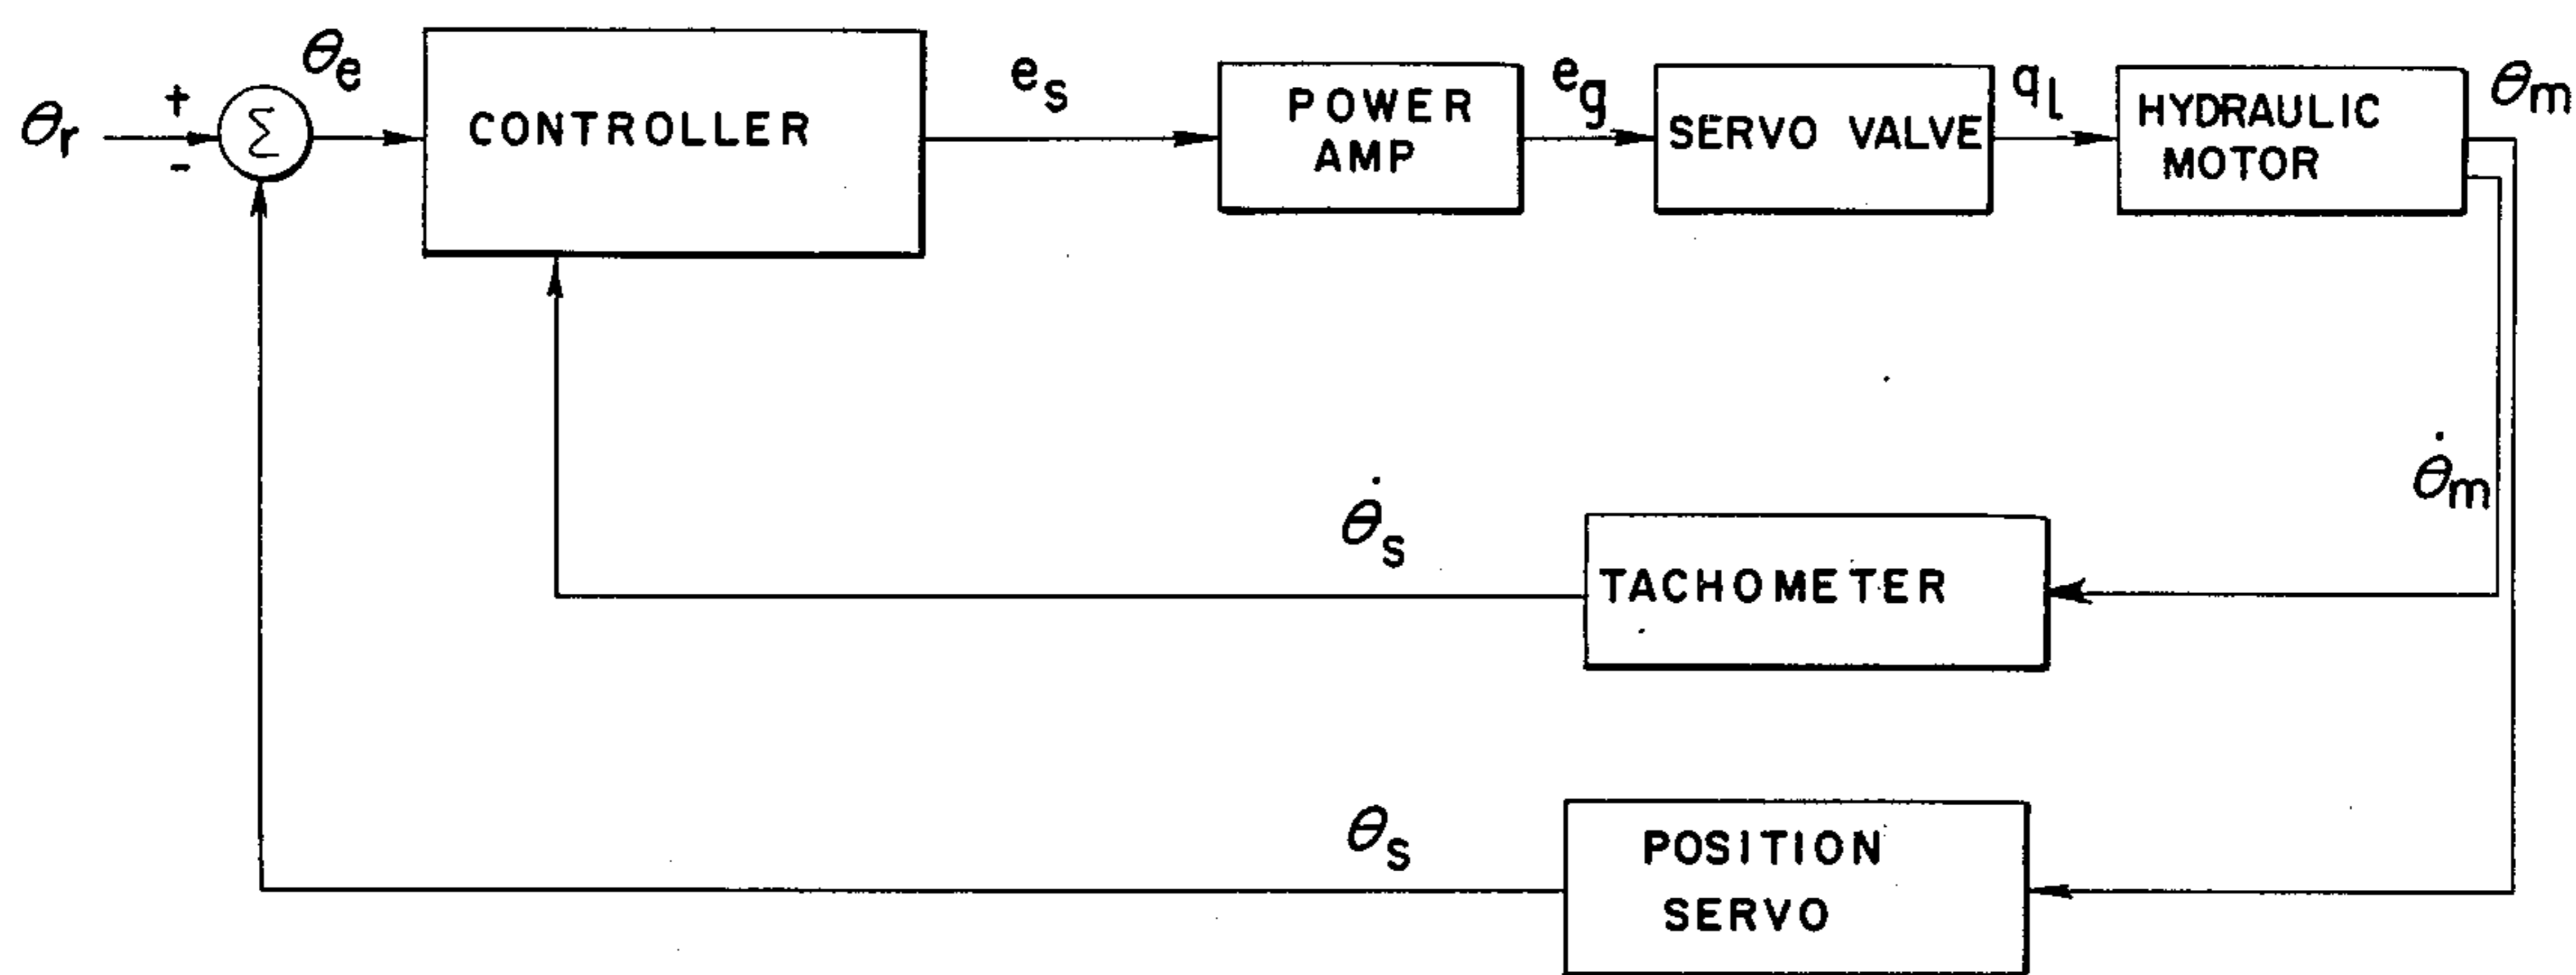 θr
+
-
Σ
θe
CONTROLLER
es
POWER
AMP
eg
SERVO VALVE
ql
HYDRAULIC
MOTOR
θm
θ̇m
TACHOMETER
θ̇s
POSITION
SERVO
θs